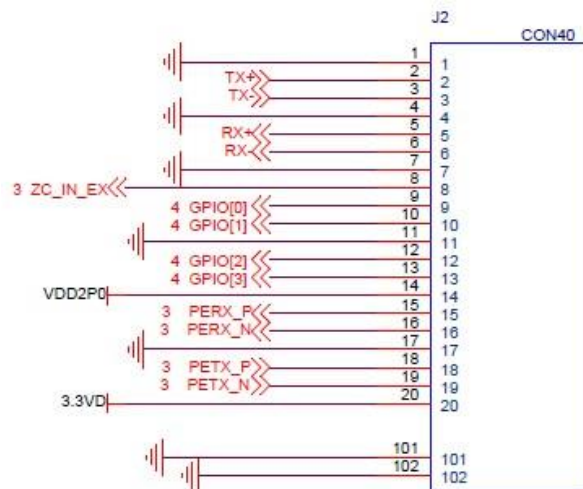 J2
CON40
1 1
TX+ 2 2
TX- 3 3
4 4
RX+ 5 5
RX- 6 6
7 7
3 ZC_IN_EX 8 8
4 GPIO[0] 9 9
4 GPIO[1] 10 10
11 11
4 GPIO[2] 12 12
4 GPIO[3] 13 13
VDD2P0 14 14
3 PERX_P 15 15
3 PERX_N 16 16
17 17
3 PETX_P 18 18
3 PETX_N 19 19
3.3VD 20 20
101 101
102 102